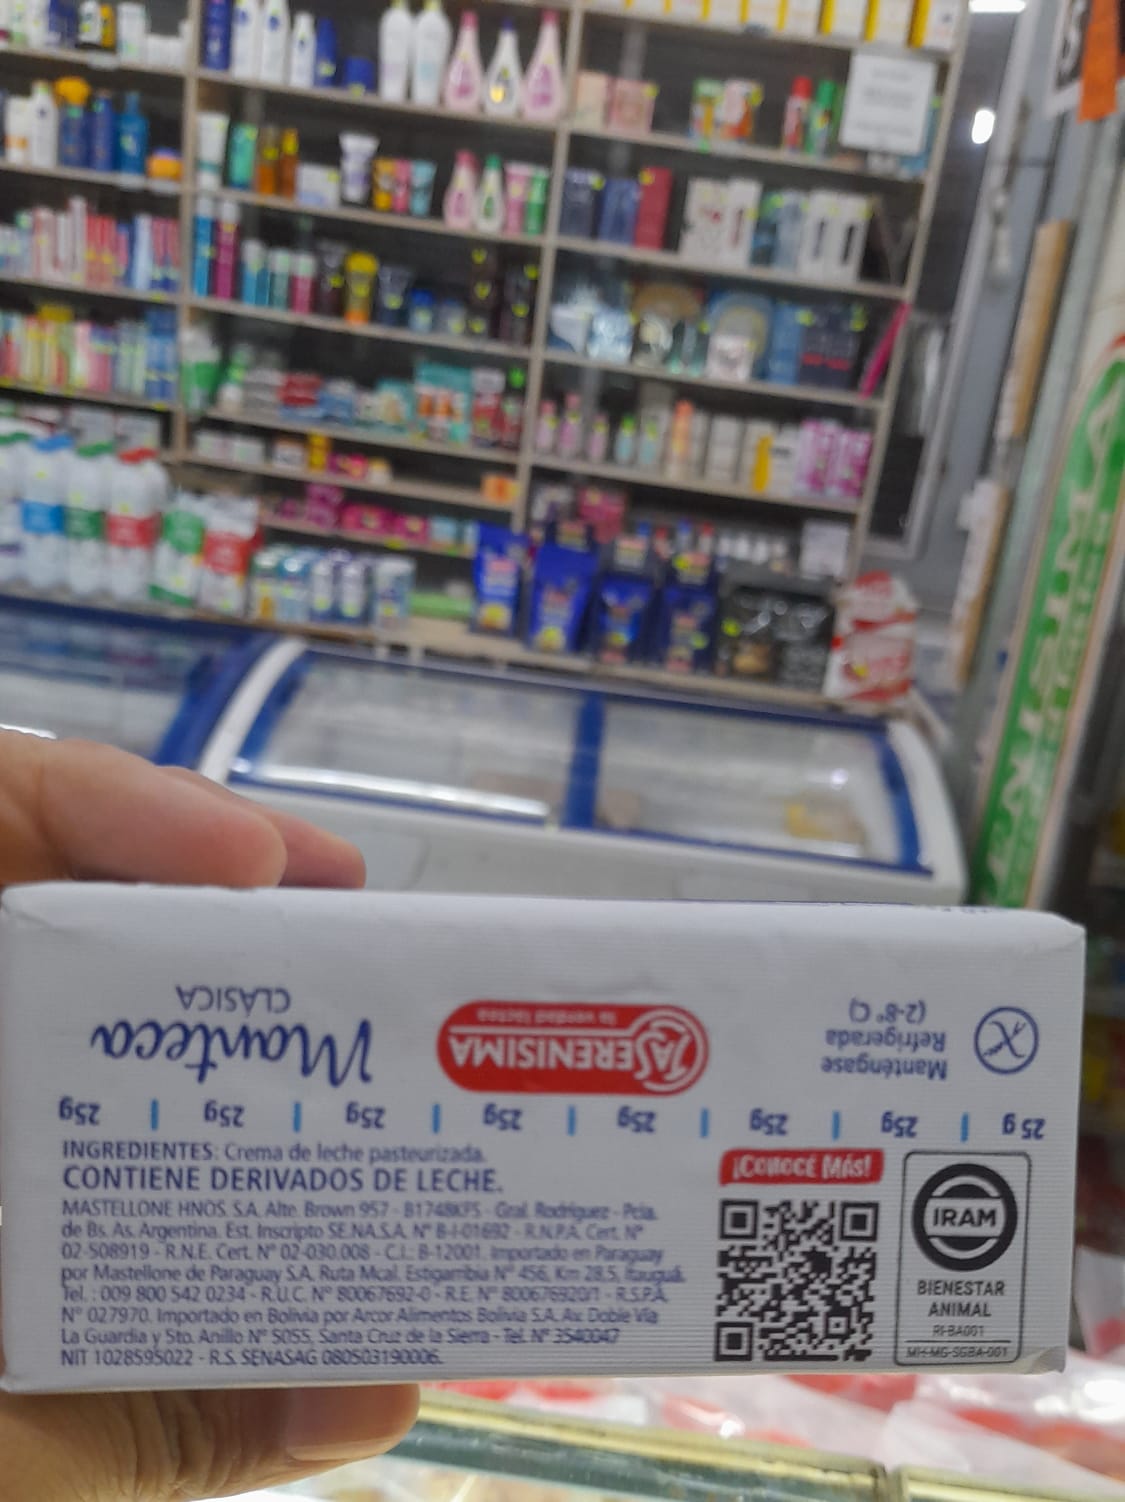 Manteca
CLÁSICA
LASERENISIMA
la verdad láctea
Manténgase
Refrigerada
(2-8° C)
25g | 25g | 25g | 25g | 25g | 25g | 25g | 25 g
INGREDIENTES: Crema de leche pasteurizada.
CONTIENE DERIVADOS DE LECHE.
MASTELLONE HNOS. S.A. Alte. Brown 957 - B1748KFS - Gral. Rodríguez - Pcia.
de Bs. As. Argentina. Est. Inscripto SE.NA.S.A. N° B-I-01692 - R.N.P.A. Cert. N°
02-508919 - R.N.E. Cert. N° 02-030.008 - C.I.: B-12001. Importado en Paraguay
por Mastellone de Paraguay S.A. Ruta Mcal. Estigarribia N° 456, Km 28.5, Itauguá.
Tel. : 009 800 542 0234 - R.U.C. N° 80067692-0 - R.E. N° 800676920/1 - R.S.P.A.
N° 027970. Importado en Bolivia por Arcor Alimentos Bolivia S.A. Av. Doble Vía
La Guardia y 5to. Anillo N° 5055, Santa Cruz de la Sierra - Tel. N° 3540047
NIT 1028595022 - R.S. SENASAG 080503190006.
¡CONOCÉ MÁS!
IRAM
BIENESTAR
ANIMAL
RI-BA001
MH-MG-SGBA-001